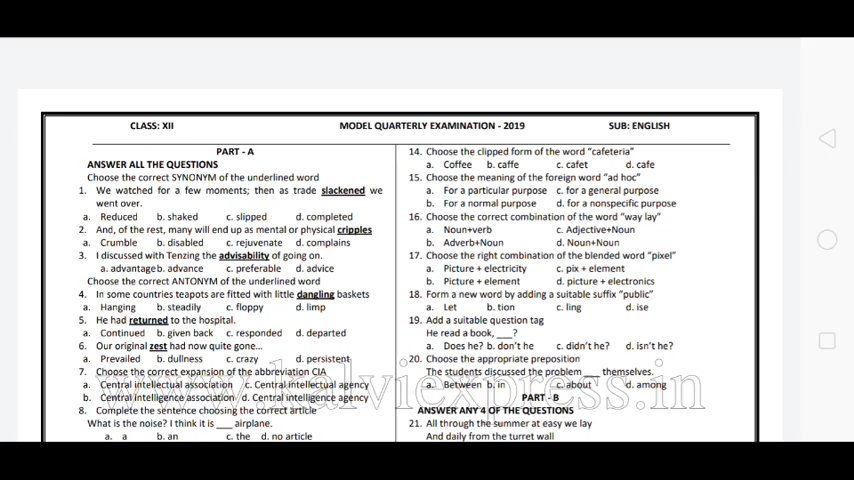 CLASS: XII MODEL QUARTERLY EXAMINATION - 2019 SUB: ENGLISH
PART - A
ANSWER ALL THE QUESTIONS
Choose the correct SYNONYM of the underlined word
1. We watched for a few moments; then as trade slackened we
went over.
a. Reduced b. shaked c. slipped d. completed
2. And, of the rest, many will end up as mental or physical cripples
a. Crumble b. disabled c. rejuvenate d. complains
3. I discussed with Tenzing the advisability of going on.
a. advantage b. advance c. preferable d. advice
Choose the correct ANTONYM of the underlined word
4. In some countries teapots are fitted with little dangling baskets
a. Hanging b. steadily c. floppy d. limp
5. He had returned to the hospital.
a. Continued b. given back c. responded d. departed
6. Our original zest had now quite gone...
a. Prevailed b. dullness c. crazy d. persistent
7. Choose the correct expansion of the abbreviation CIA
a. Central intellectual association c. Central intellectual agency
b. Central intelligence association d. Central intelligence agency
8. Complete the sentence choosing the correct article
What is the noise? I think it is ___ airplane.
a. a b. an c. the d. no article
14. Choose the clipped form of the word "cafeteria"
a. Coffee b. caffe c. cafet d. cafe
15. Choose the meaning of the foreign word "ad hoc"
a. For a particular purpose c. for a general purpose
b. For a normal purpose d. for a nonspecific purpose
16. Choose the correct combination of the word "way lay"
a. Noun+verb c. Adjective+Noun
b. Adverb+Noun d. Noun+Noun
17. Choose the right combination of the blended word "pixel"
a. Picture + electricity c. pix + element
b. Picture + element d. picture + electronics
18. Form a new word by adding a suitable suffix "public"
a. Let b. tion c. ling d. ise
19. Add a suitable question tag
He read a book, ___?
a. Does he? b. don't he c. didn't he? d. isn't he?
20. Choose the appropriate preposition
The students discussed the problem ___ themselves.
a. Between b. in c. about d. among
PART - B
ANSWER ANY 4 OF THE QUESTIONS
21. All through the summer at easy we lay
And daily from the turret wall
www.kalviexpress.in